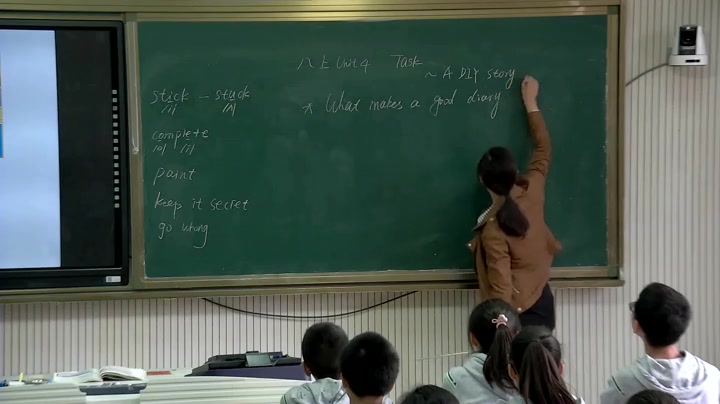 八上 Unit 4 Task
~ A DIY story
* What makes a good diary
stick - stuck
/ɪ/ /ʌ/
complete
/ə/ /iː/
paint
keep it secret
go wrong